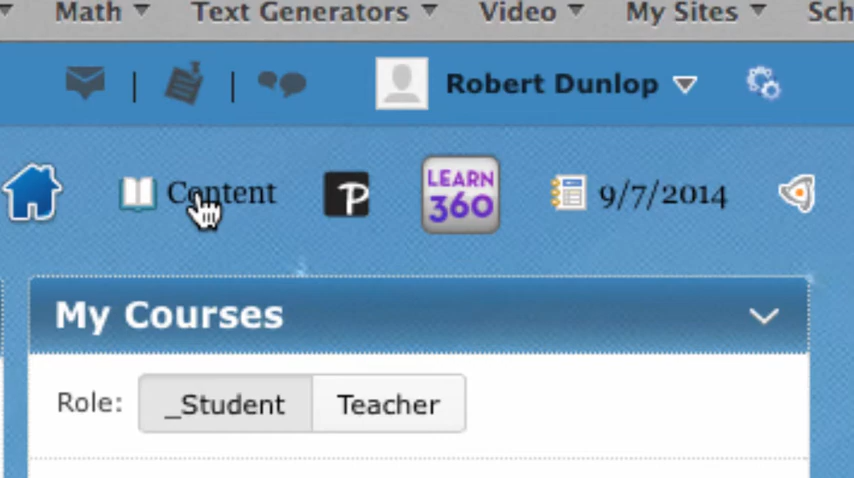 Math Text Generators Video My Sites Sch
Robert Dunlop
Content P LEARN 360 9/7/2014
My Courses
Role: _Student Teacher